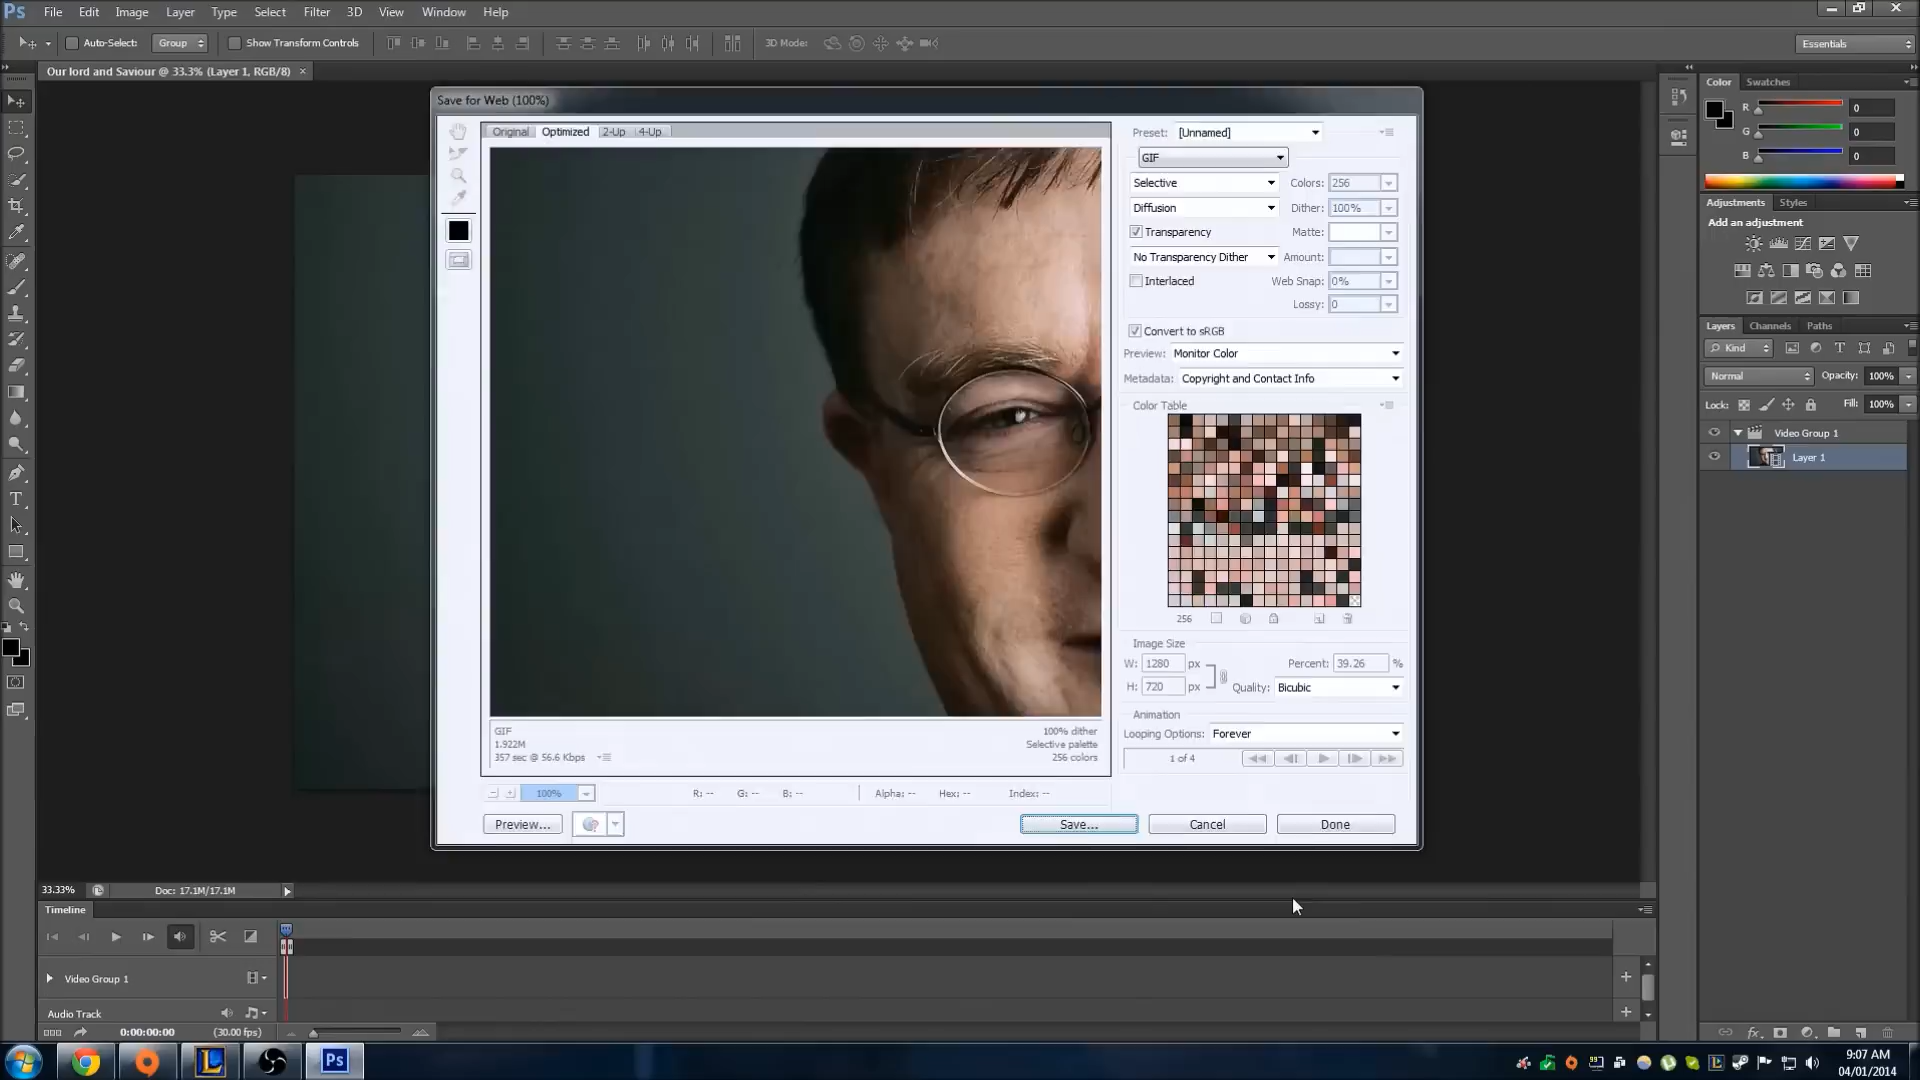 Ps File Edit Image Layer Type Select Filter 3D View Window Help
Auto-Select: Group Show Transform Controls 3D Mode: Essentials
Our lord and Saviour @ 33.3% (Layer 1, RGB/8) ×
Save for Web (100%)
Original Optimized 2-Up 4-Up
Preset: [Unnamed]
GIF
Selective Colors: 256
Diffusion Dither: 100%
Transparency Matte:
No Transparency Dither Amount:
Interlaced Web Snap: 0%
Lossy: 0
Convert to sRGB
Preview: Monitor Color
Metadata: Copyright and Contact Info
Color Table
256
Image Size
W: 1280 px Percent: 39.26 %
H: 720 px Quality: Bicubic
Animation
Looping Options: Forever
1 of 4
GIF 100% dither
1.922M Selective palette
357 sec @ 56.6 Kbps 256 colors
100% R: -- G: -- B: -- Alpha: -- Hex: -- Index: --
Preview... Save... Cancel Done
Color Swatches
R 0
G 0
B 0
Adjustments Styles
Add an adjustment
Layers Channels Paths
Kind
Normal Opacity: 100%
Lock: Fill: 100%
Video Group 1
Layer 1
33.33% Doc: 17.1M/17.1M
Timeline
Video Group 1
Audio Track
0:00:00:00 (30.00 fps)
Ps
9:07 AM
04/01/2014